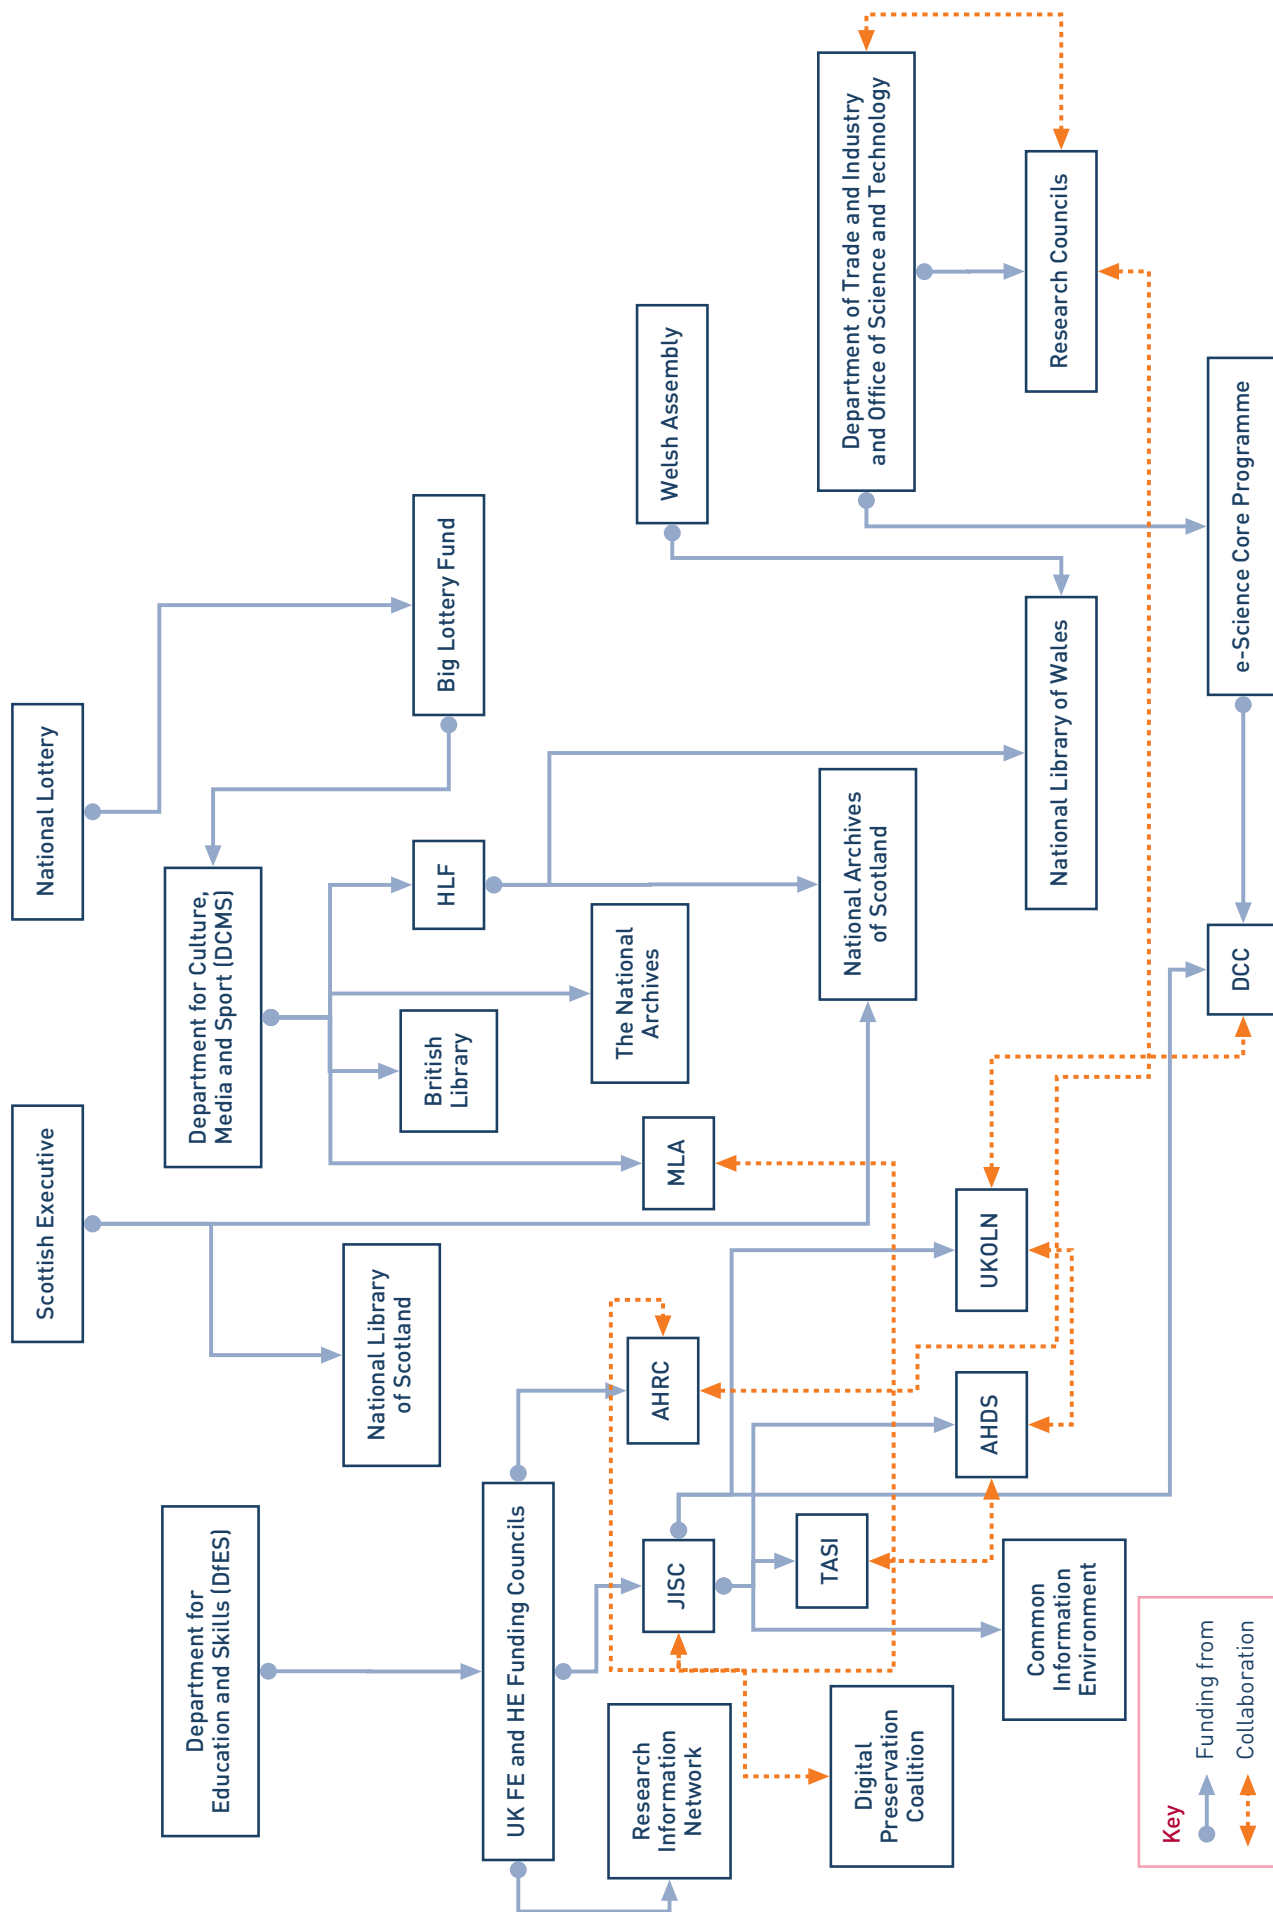 Department for
Education and Skills (DfES)
Scottish Executive
National Lottery
Department for Culture,
Media and Sport (DCMS)
National Library
of Scotland
British
Library
HLF
Big Lottery Fund
UK FE and HE Funding Councils
The National
Archives
Research
Information
Network
JISC
AHRC
MLA
Welsh Assembly
Digital
Preservation
Coalition
TASI
National Archives
of Scotland
Department of Trade and Industry
and Office of Science and Technology
AHDS
UKOLN
Common
Information
Environment
National Library of Wales
Research Councils
DCC
e-Science Core Programme
Key
Funding from
Collaboration